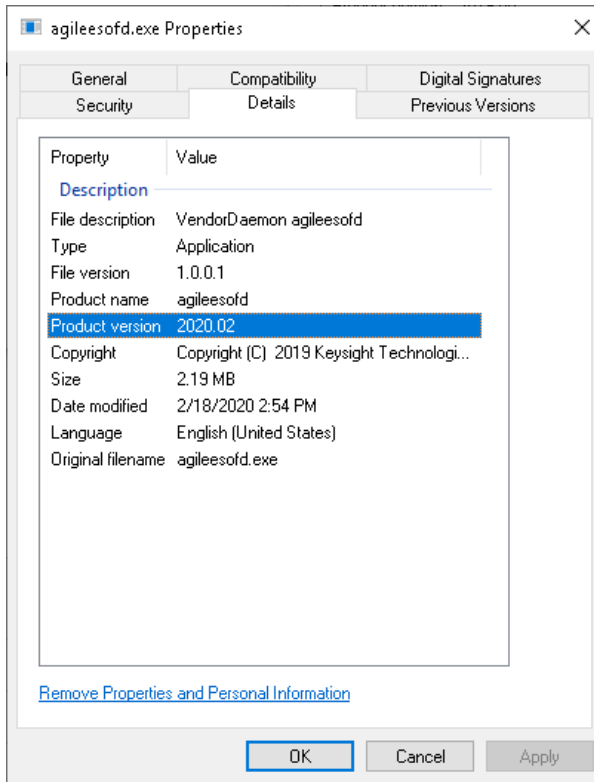 agileesofd.exe Properties
General Compatibility Digital Signatures
Security Details Previous Versions
Property Value
Description
File description VendorDaemon agileesofd
Type Application
File version 1.0.0.1
Product name agileesofd
Product version 2020.02
Copyright Copyright (C) 2019 Keysight Technologi...
Size 2.19 MB
Date modified 2/18/2020 2:54 PM
Language English (United States)
Original filename agileesofd.exe
Remove Properties and Personal Information
OK Cancel Apply